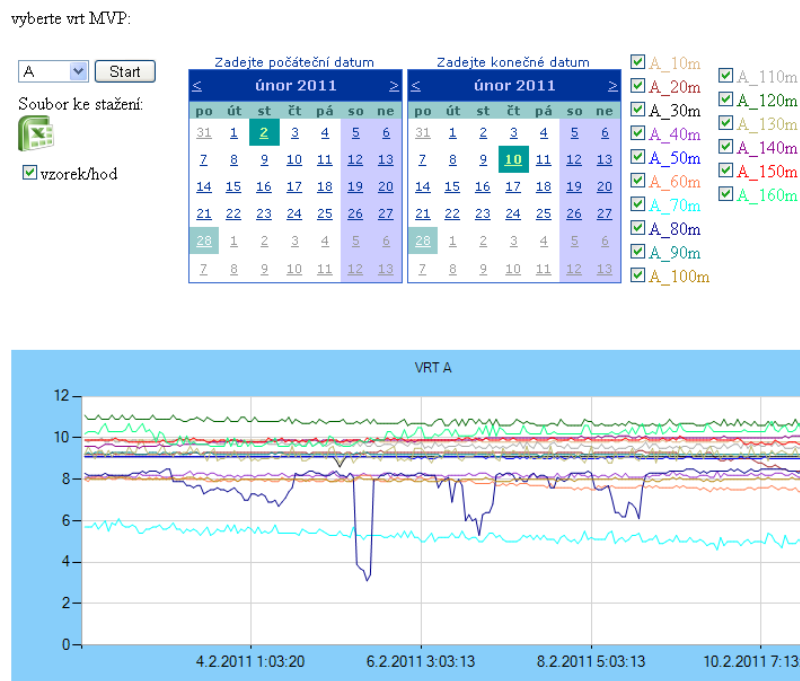 vyberte vrt MVP:
A Start
Soubor ke stažení:
vzorek/hod
Zadejte počáteční datum
< únor 2011 >
po út st čt pá so ne
31 1 2 3 4 5 6
7 8 9 10 11 12 13
14 15 16 17 18 19 20
21 22 23 24 25 26 27
28 1 2 3 4 5 6
7 8 9 10 11 12 13
Zadejte konečné datum
< únor 2011 >
po út st čt pá so ne
31 1 2 3 4 5 6
7 8 9 10 11 12 13
14 15 16 17 18 19 20
21 22 23 24 25 26 27
28 1 2 3 4 5 6
7 8 9 10 11 12 13
A_10m
A_20m
A_30m
A_40m
A_50m
A_60m
A_70m
A_80m
A_90m
A_100m
A_110m
A_120m
A_130m
A_140m
A_150m
A_160m
VRT A
12
10
8
6
4
2
0
4.2.2011 1:03:20 6.2.2011 3:03:13 8.2.2011 5:03:13 10.2.2011 7:13: